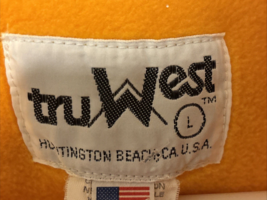 truWest
TM
L
HUNTINGTON BEACH, CA. U.S.A.